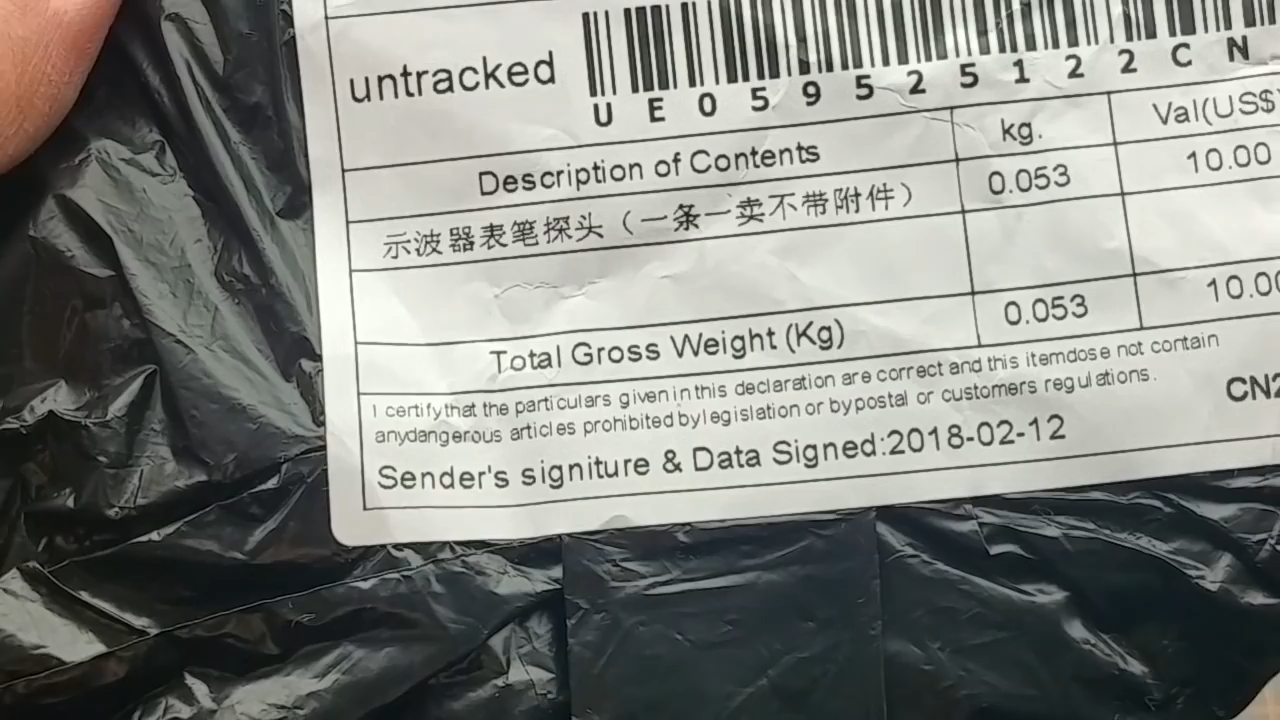 untracked
UE059525122CN
Description of Contents kg. Val(US$)
示波器表笔探头（一条一卖不带附件） 0.053 10.00
Total Gross Weight (Kg) 0.053 10.00
I certify that the particulars given in this declaration are correct and this itemdose not contain
anydangerous articles prohibited by legislation or by postal or customers regulations.
CN2
Sender's signiture & Data Signed:2018-02-12